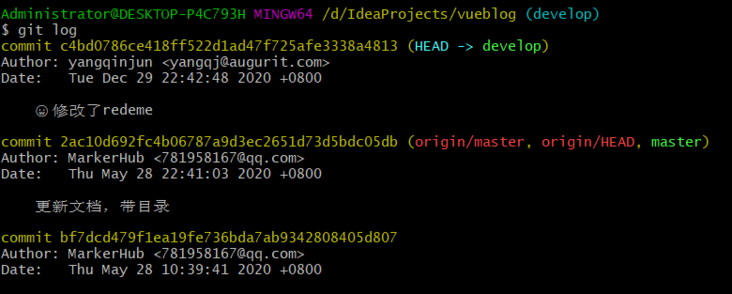 Administrator@DESKTOP-P4C793H MINGW64 /d/IdeaProjects/vueblog (develop)
$ git log
commit c4bd0786ce418ff522d1ad47f725afe3338a4813 (HEAD -> develop)
Author: yangqinjun <yangqj@augurit.com>
Date:   Tue Dec 29 22:42:48 2020 +0800
😀修改了redeme
commit 2ac10d692fc4b06787a9d3ec2651d73d5bdc05db (origin/master, origin/HEAD, master)
Author: MarkerHub <781958167@qq.com>
Date:   Thu May 28 22:41:03 2020 +0800
更新文档，带目录
commit bf7dcd479f1ea19fe736bda7ab9342808405d807
Author: MarkerHub <781958167@qq.com>
Date:   Thu May 28 10:39:41 2020 +0800